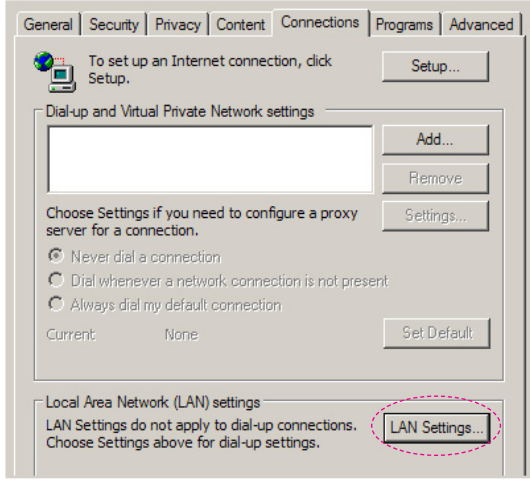 General Security Privacy Content Connections Programs Advanced
To set up an Internet connection, click
Setup.
Setup...
Dial-up and Virtual Private Network settings
Add...
Remove
Choose Settings if you need to configure a proxy
server for a connection.
Settings...
Never dial a connection
Dial whenever a network connection is not present
Always dial my default connection
Current None
Set Default
Local Area Network (LAN) settings
LAN Settings do not apply to dial-up connections.
Choose Settings above for dial-up settings.
LAN Settings...